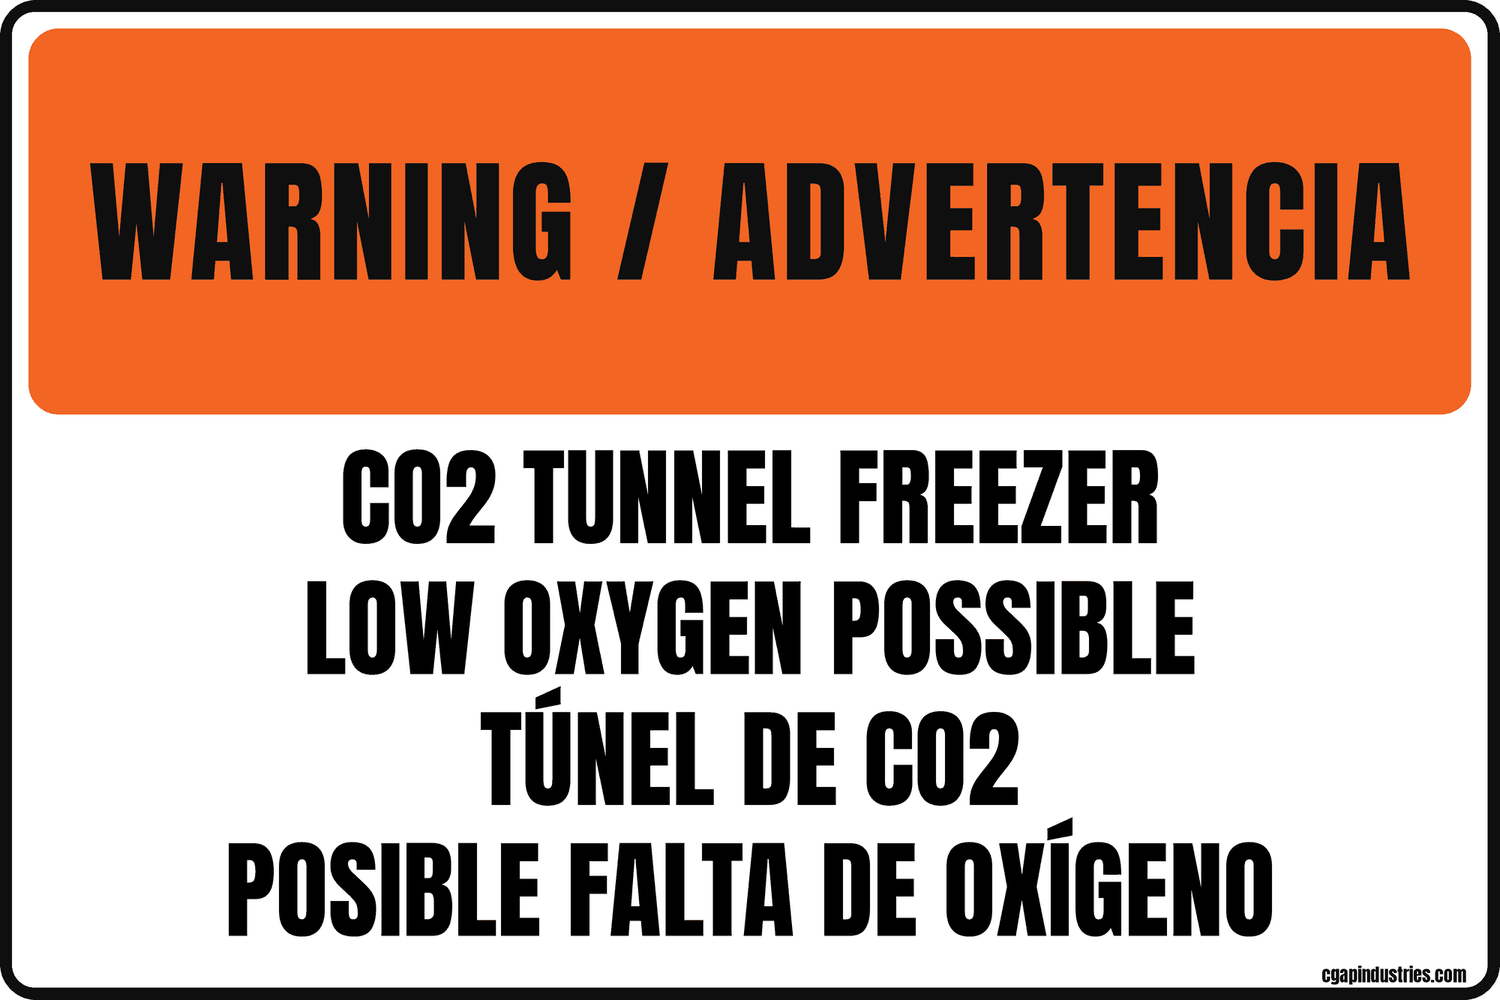 WARNING / ADVERTENCIA
CO2 TUNNEL FREEZER
LOW OXYGEN POSSIBLE
TÚNEL DE CO2
POSIBLE FALTA DE OXÍGENO
cgapindustries.com